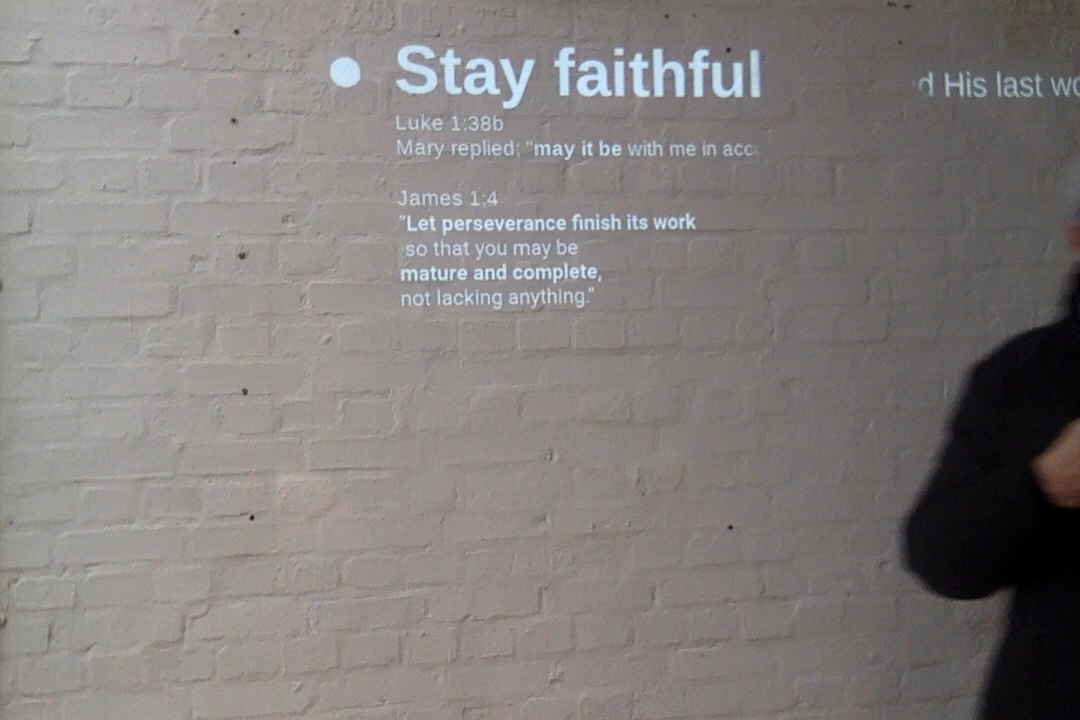 ● Stay faithful
Luke 1:38b
Mary replied; "may it be with me in acc
James 1:4
"Let perseverance finish its work
so that you may be
mature and complete,
not lacking anything."
d His last wo